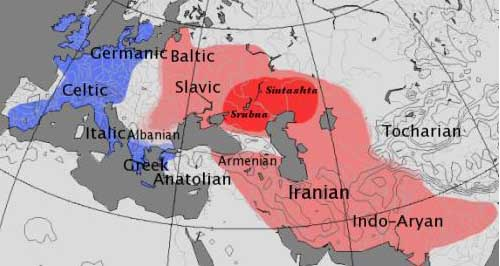 Germanic
Baltic
Celtic
Slavic
Sintashta
Srubna
Italic
Albanian
Tocharian
Greek
Armenian
Anatolian
Iranian
Indo-Aryan